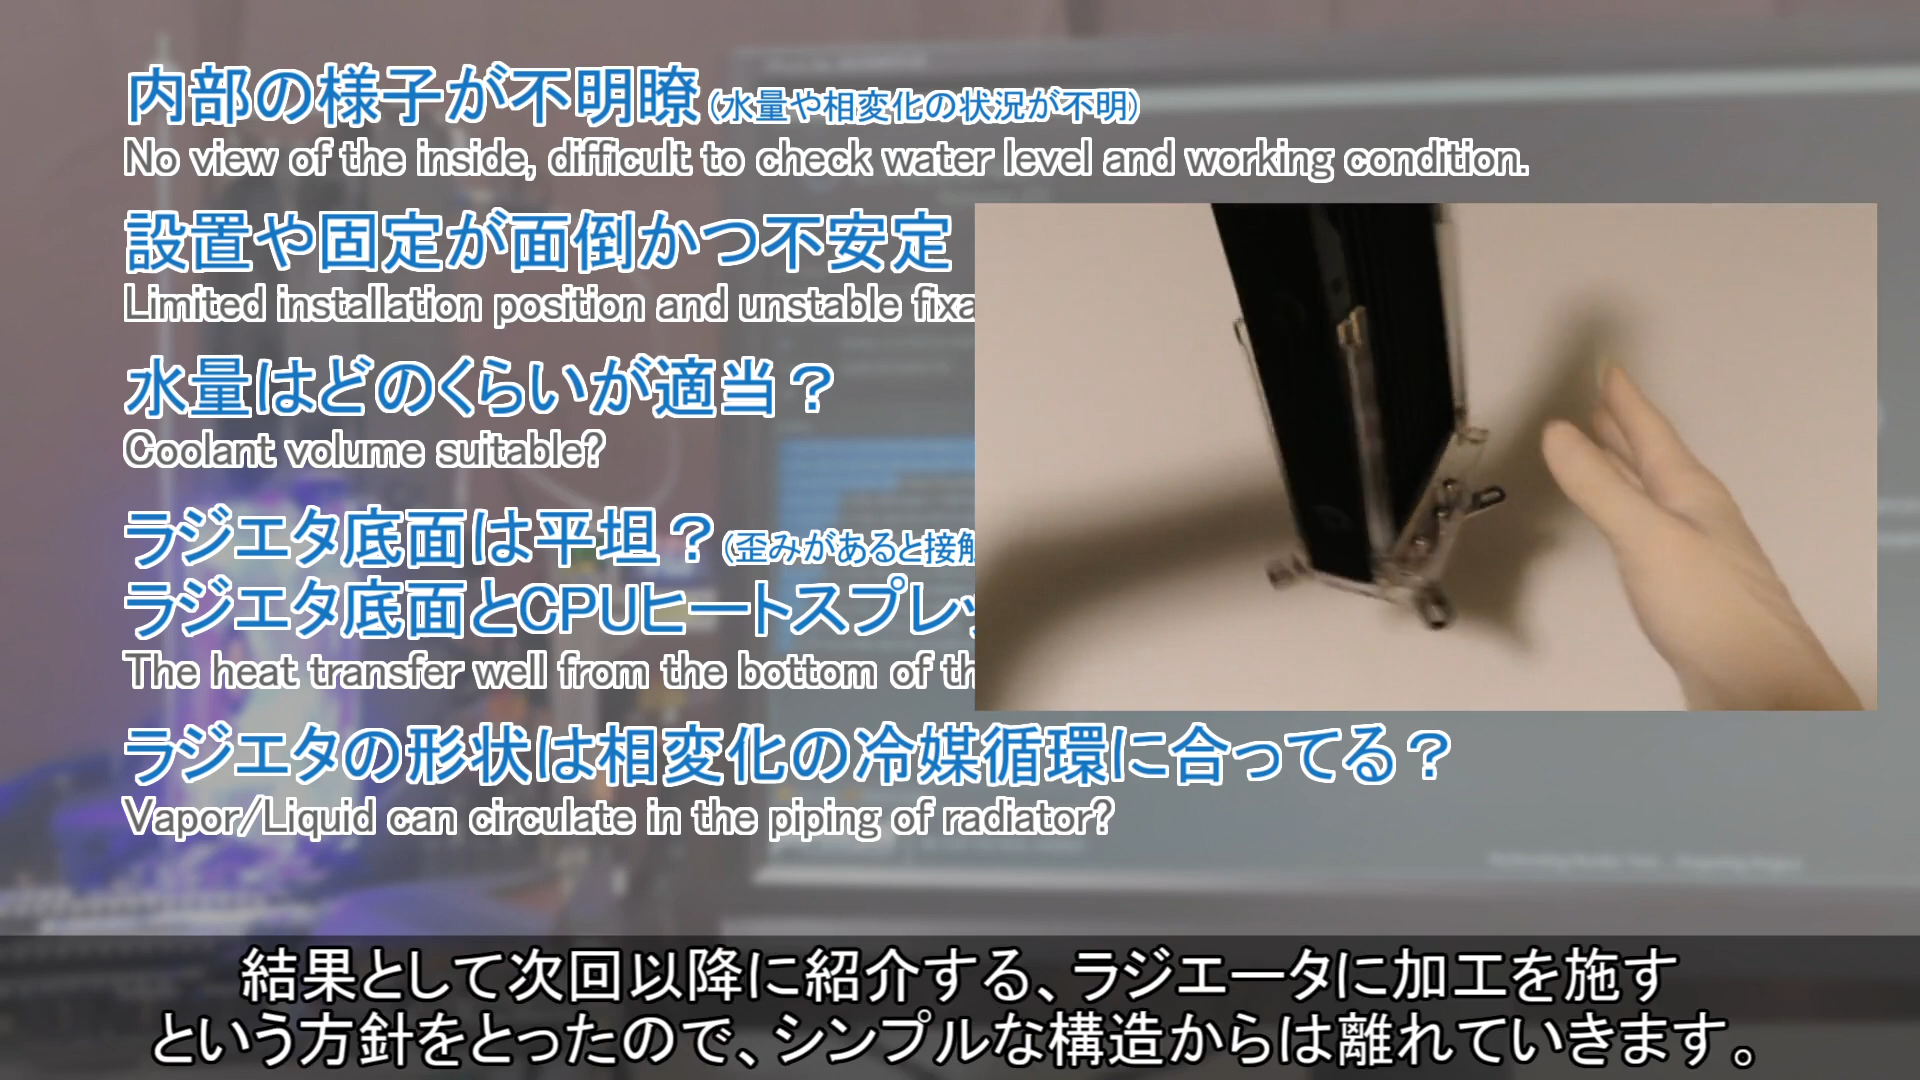 内部の様子が不明瞭(水量や相変化の状況が不明)
No view of the inside, difficult to check water level and working condition.
設置や固定が面倒かつ不安定
Limited installation position and unstable
水量はどのくらいが適当？
Coolant volume suitable?
ラジエタ底面は平坦？(歪みがあると接触
ラジエタ底面とCPUヒートスプレッ
The heat transfer well from the bottom of
ラジエタの形状は相変化の冷媒循環に合ってる？
Vapor/Liquid can circulate in the piping of radiator?
結果として次回以降に紹介する、ラジエータに加工を施す
という方針をとったので、シンプルな構造からは離れていきます。